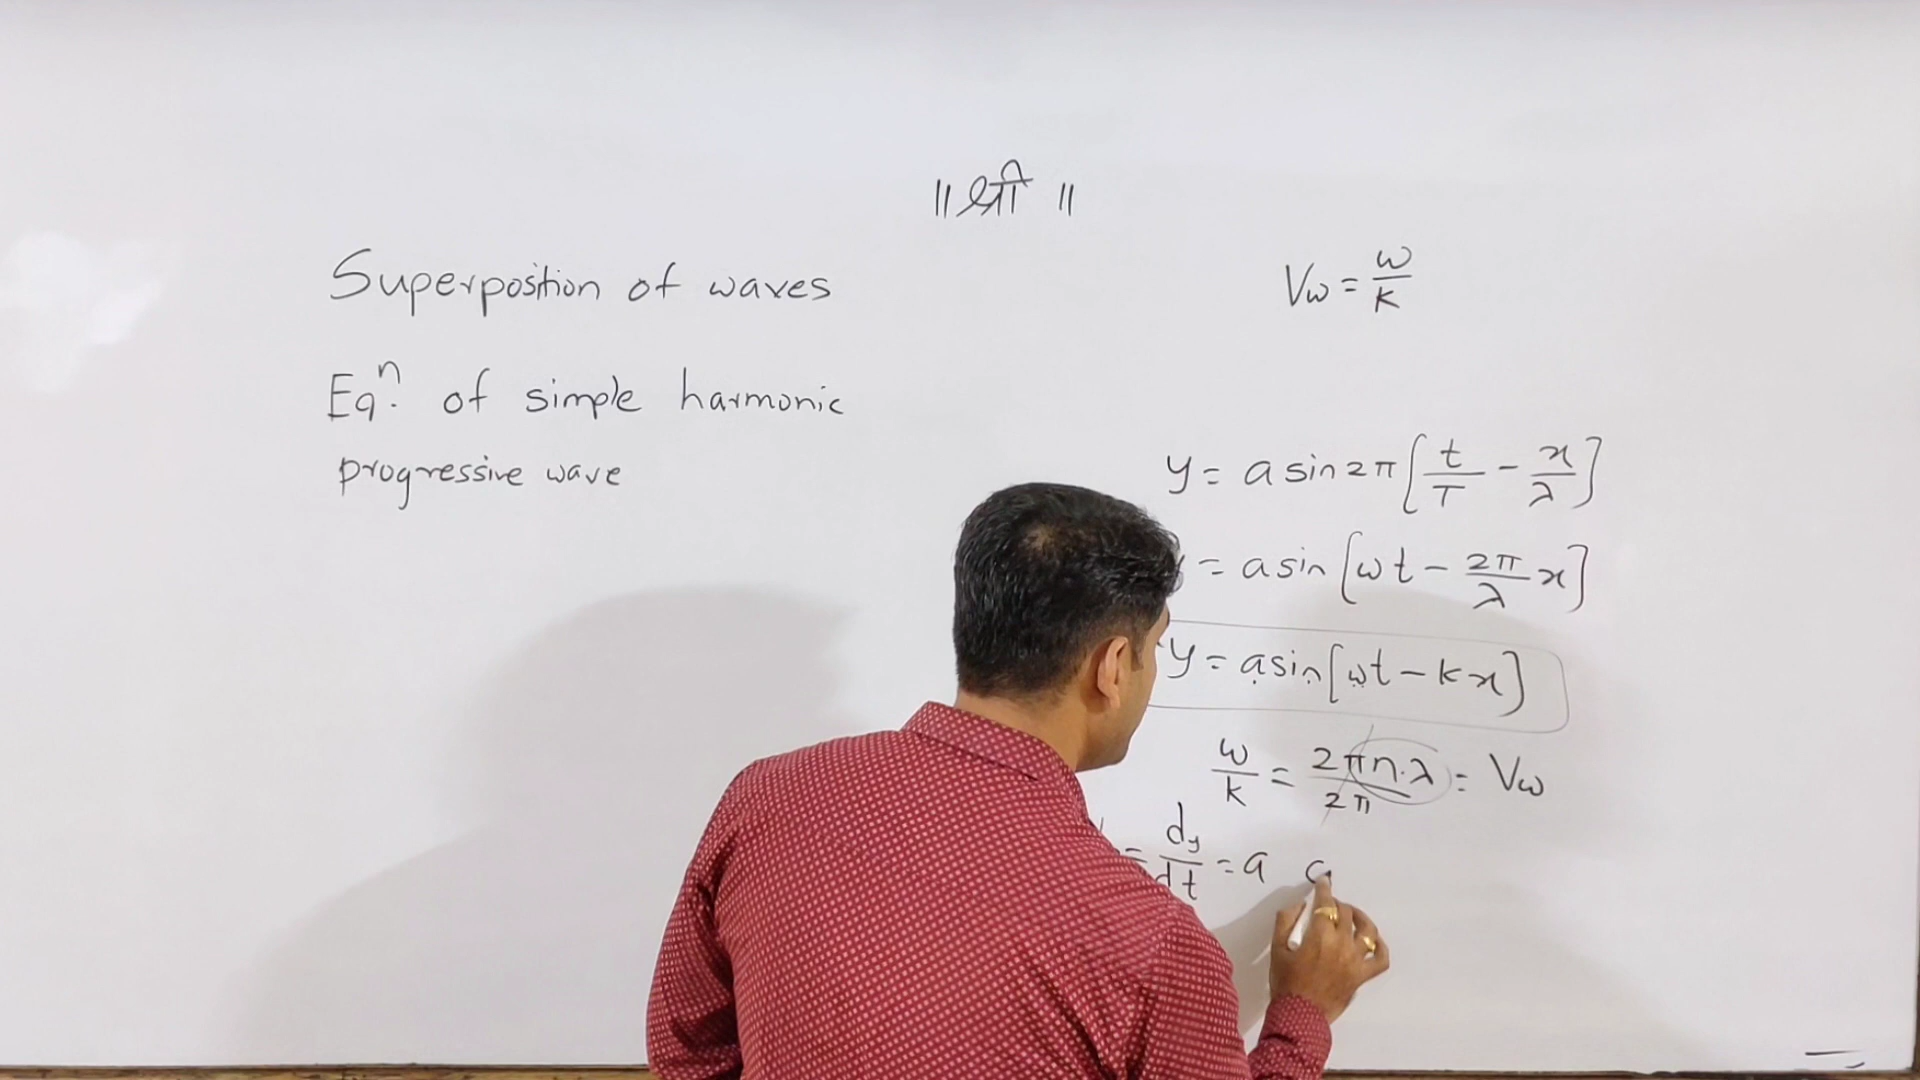 ॥ श्री ॥
Superposition of waves
Eqⁿ. of simple harmonic
progressive wave
Vω = ω/k
y = a sin 2π [t/T - x/λ]
= a sin [ωt - 2π/λ x]
y = a sin [ωt - kx]
ω/k = 2πn.λ/2π = Vω
= dy/dt = a